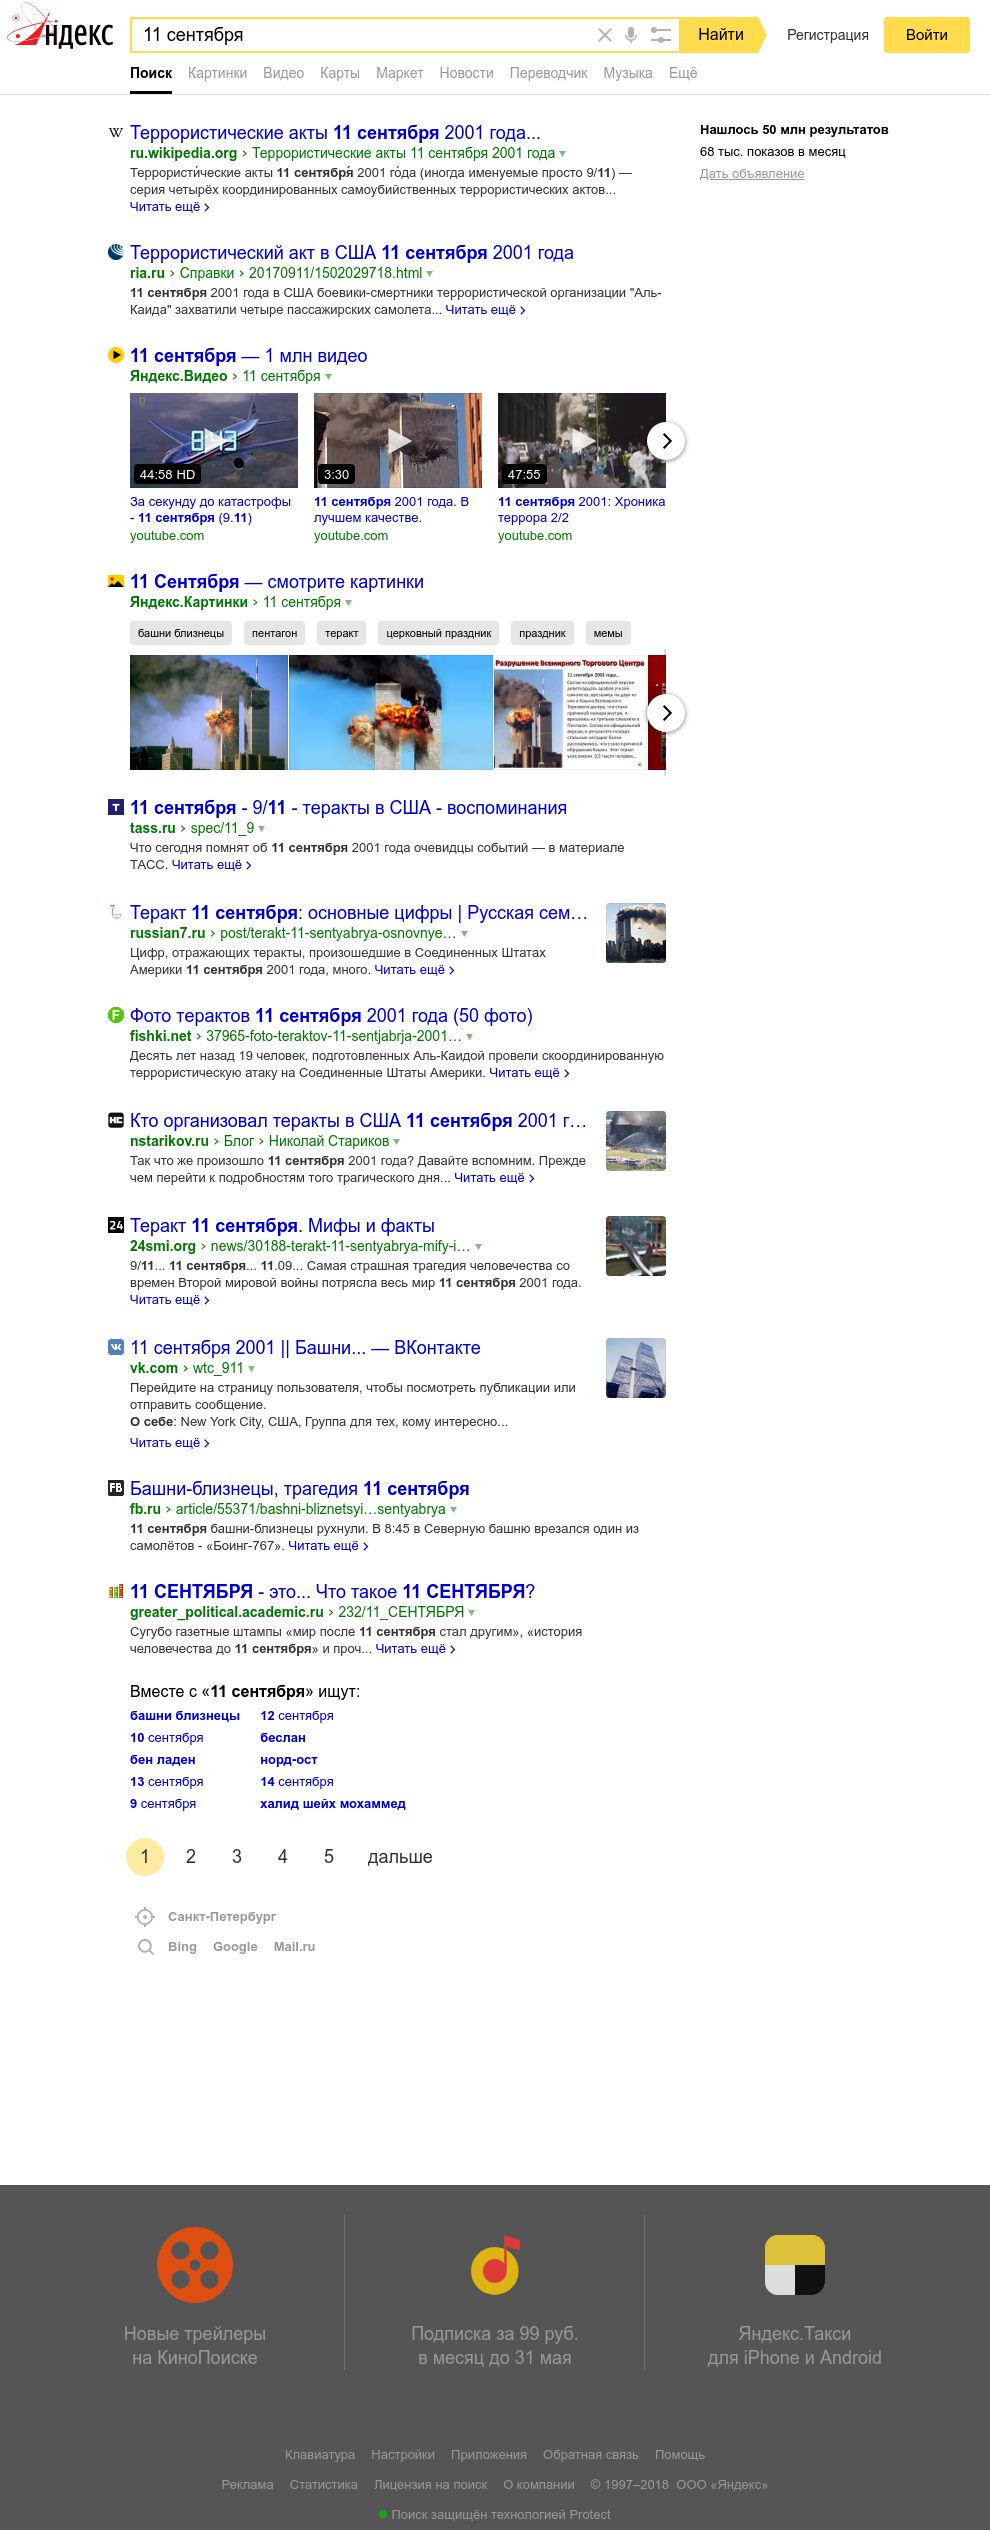 Яндекс
11 сентября
Найти
Регистрация
Войти
Поиск Картинки Видео Карты Маркет Новости Переводчик Музыка Ещё
Нашлось 50 млн результатов
68 тыс. показов в месяц
Дать объявление
Террористические акты 11 сентября 2001 года...
ru.wikipedia.org › Террористические акты 11 сентября 2001 года
Террористи́ческие акты 11 сентября́ 2001 го́да (иногда именуемые просто 9/11) —
серия четырёх координированных самоубийственных террористических актов...
Читать ещё ›
Террористический акт в США 11 сентября 2001 года
ria.ru › Справки › 20170911/1502029718.html
11 сентября 2001 года в США боевики-смертники террористической организации "Аль-
Каида" захватили четыре пассажирских самолета... Читать ещё ›
11 сентября — 1 млн видео
Яндекс.Видео › 11 сентября
843
44:58 HD
3:30
47:55
За секунду до катастрофы
- 11 сентября (9.11)
youtube.com
11 сентября 2001 года. В
лучшем качестве.
youtube.com
11 сентября 2001: Хроника
террора 2/2
youtube.com
11 Сентября — смотрите картинки
Яндекс.Картинки › 11 сентября
башни близнецы пентагон теракт церковный праздник праздник мемы
Разрушение Всемирного Торгового Центра
11 сентября 2001 года...
11 сентября - 9/11 - теракты в США - воспоминания
tass.ru › spec/11_9
Что сегодня помнят об 11 сентября 2001 года очевидцы событий — в материале
ТАСС. Читать ещё ›
Теракт 11 сентября: основные цифры | Русская сем...
russian7.ru › post/terakt-11-sentyabrya-osnovnye...
Цифр, отражающих теракты, произошедшие в Соединенных Штатах
Америки 11 сентября 2001 года, много. Читать ещё ›
Фото терактов 11 сентября 2001 года (50 фото)
fishki.net › 37965-foto-teraktov-11-sentjabrja-2001...
Десять лет назад 19 человек, подготовленных Аль-Каидой провели скоординированную
террористическую атаку на Соединенные Штаты Америки. Читать ещё ›
Кто организовал теракты в США 11 сентября 2001 г...
nstarikov.ru › Блог › Николай Стариков
Так что же произошло 11 сентября 2001 года? Давайте вспомним. Прежде
чем перейти к подробностям того трагического дня... Читать ещё ›
24
Теракт 11 сентября. Мифы и факты
24smi.org › news/30188-terakt-11-sentyabrya-mify-i...
9/11... 11 сентября... 11.09... Самая страшная трагедия человечества со
времен Второй мировой войны потрясла весь мир 11 сентября 2001 года.
Читать ещё ›
11 сентября 2001 || Башни... — ВКонтакте
vk.com › wtc_911
Перейдите на страницу пользователя, чтобы посмотреть публикации или
отправить сообщение.
О себе: New York City, США, Группа для тех, кому интересно...
Читать ещё ›
FB
Башни-близнецы, трагедия 11 сентября
fb.ru › article/55371/bashni-bliznetsyi...sentyabrya
11 сентября башни-близнецы рухнули. В 8:45 в Северную башню врезался один из
самолётов - «Боинг-767». Читать ещё ›
11 СЕНТЯБРЯ - это... Что такое 11 СЕНТЯБРЯ?
greater_political.academic.ru › 232/11_СЕНТЯБРЯ
Сугубо газетные штампы «мир после 11 сентября стал другим», «история
человечества до 11 сентября» и проч... Читать ещё ›
Вместе с «11 сентября» ищут:
башни близнецы 12 сентября
10 сентября беслан
бен ладен норд-ост
13 сентября 14 сентября
9 сентября халид шейх мохаммед
1 2 3 4 5 дальше
Санкт-Петербург
Bing Google Mail.ru
Новые трейлеры
на КиноПоиске
Подписка за 99 руб.
в месяц до 31 мая
Яндекс.Такси
для iPhone и Android
Клавиатура Настройки Приложения Обратная связь Помощь
Реклама Статистика Лицензия на поиск О компании © 1997–2018 ООО «Яндекс»
Поиск защищён технологией Protect